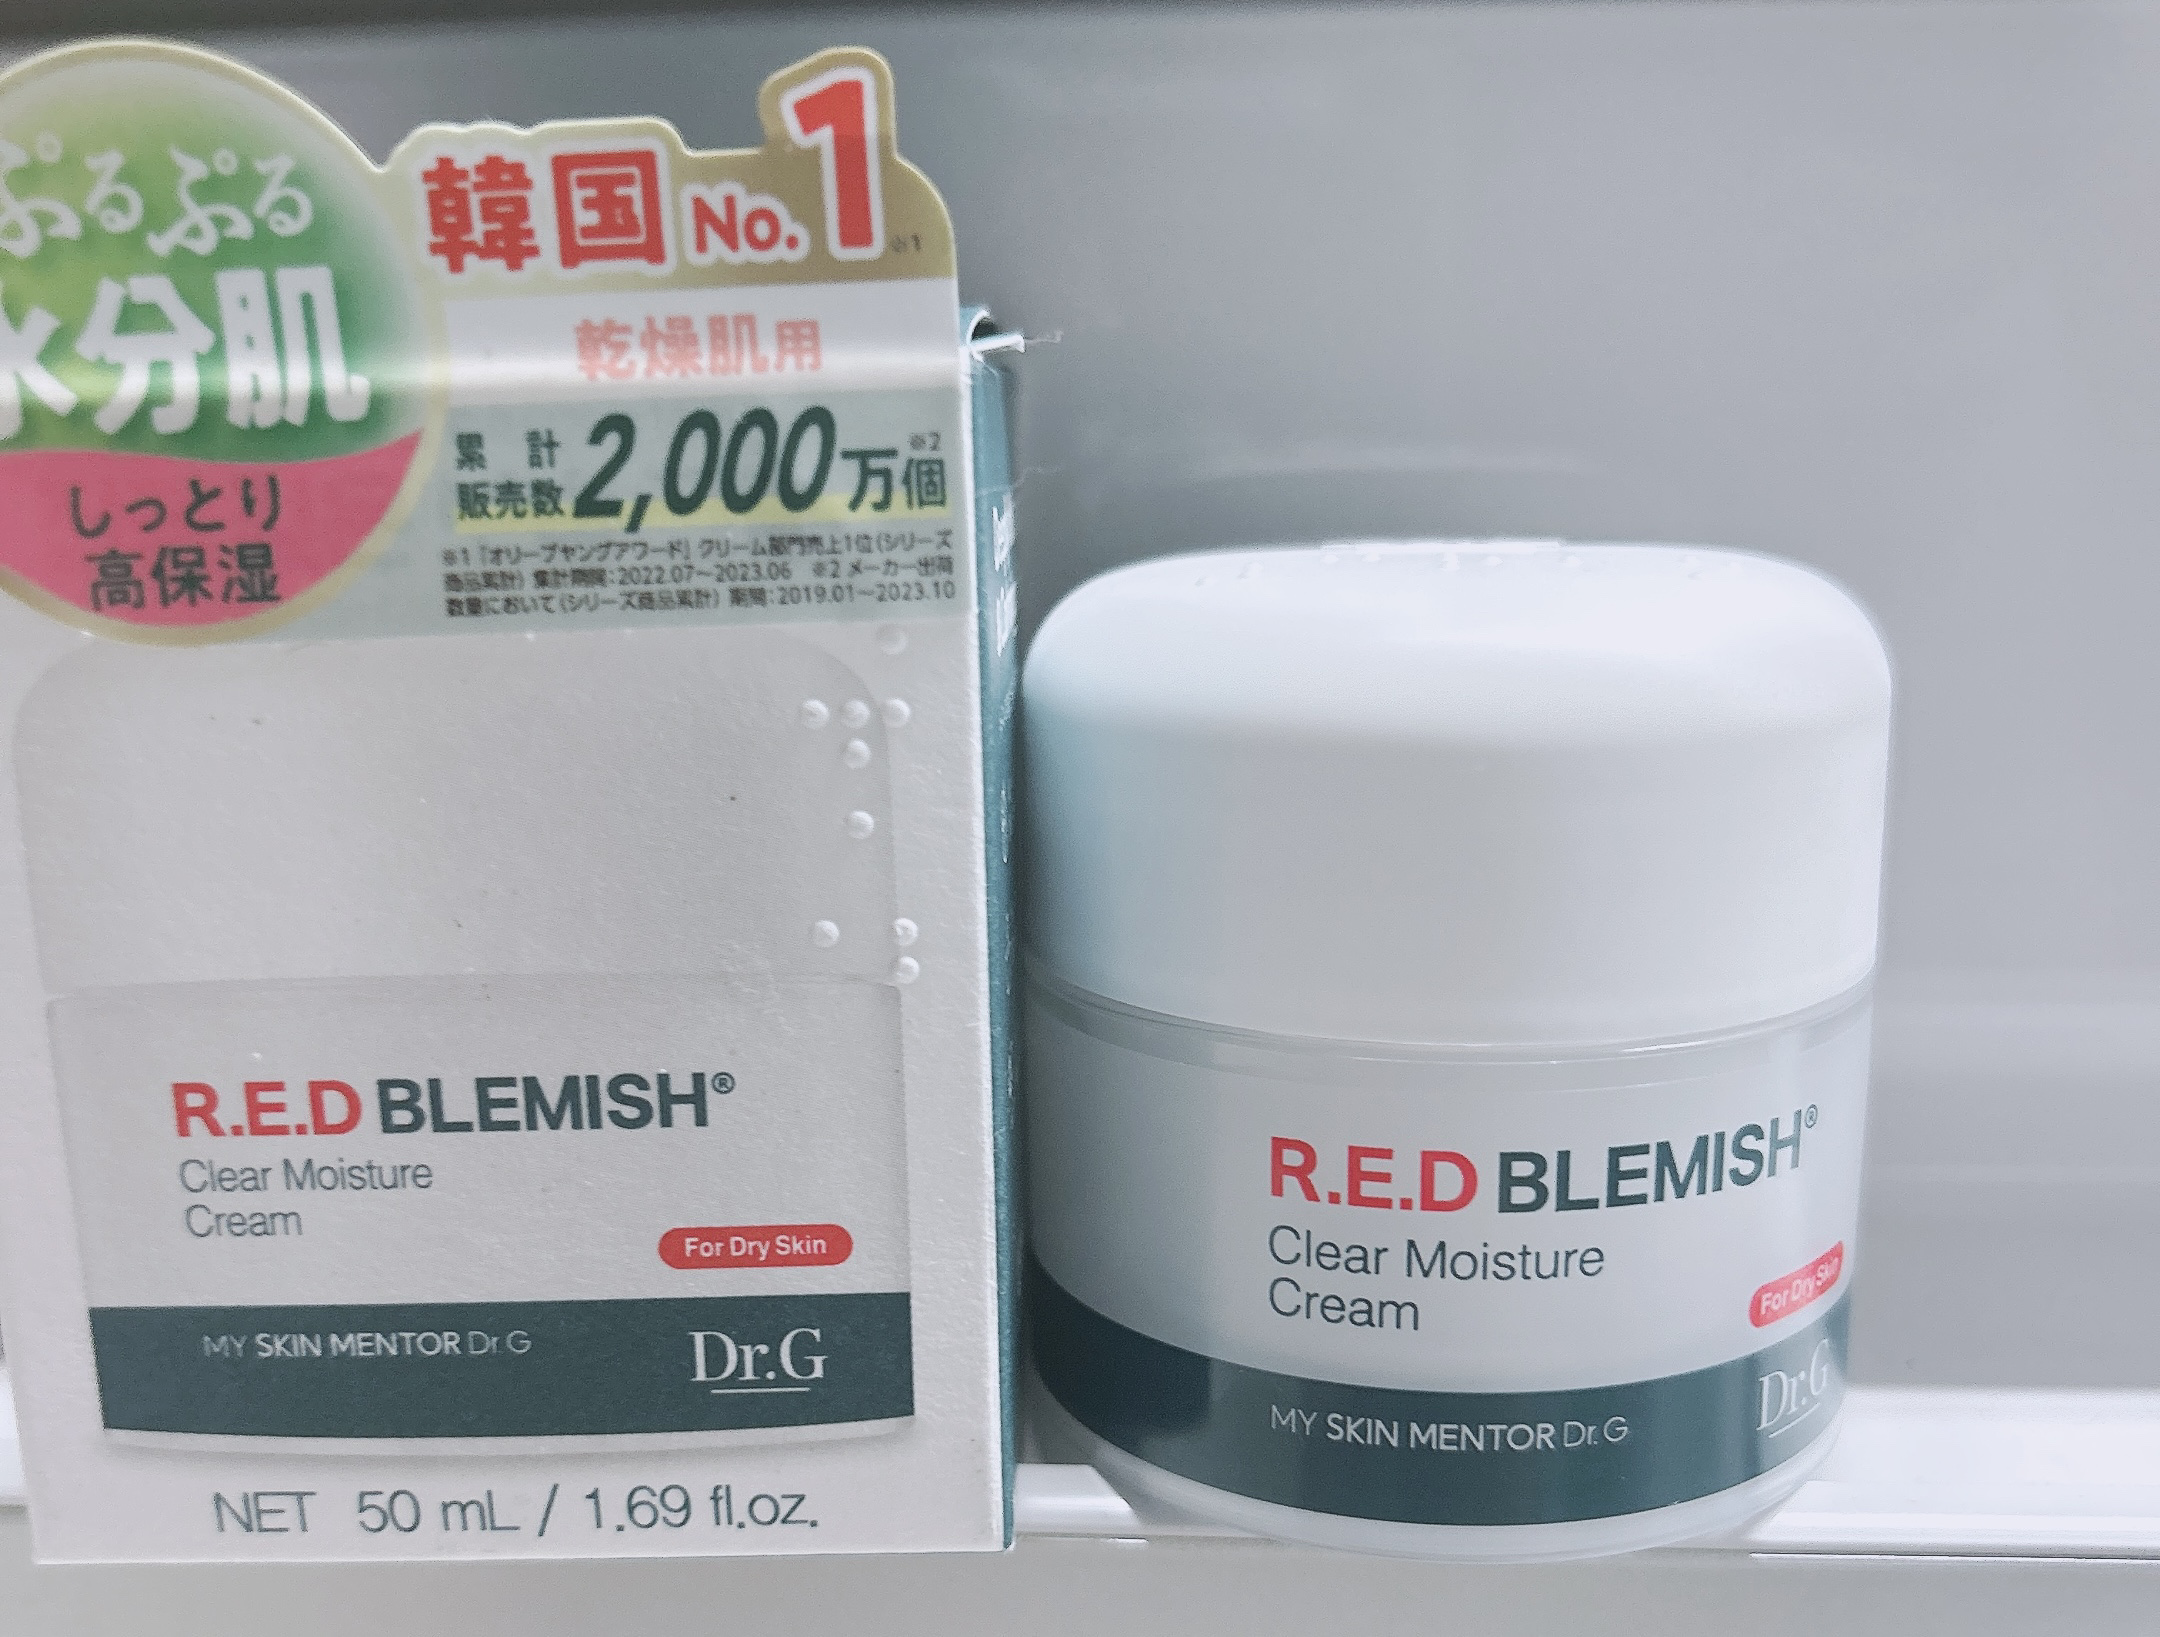 ぷるぷる
水分肌
しっとり
高保湿
韓国No.1※1
乾燥肌用
累計
販売数2,000万個※2
※1「オリーブヤングアワード」クリーム部門売上1位(シリーズ
商品累計) 集計期間:2022.07~2023.06 ※2 メーカー出荷
数量において(シリーズ商品累計) 期間:2019.01~2023.10
R.E.D BLEMISH®
Clear Moisture
Cream
For Dry Skin
MY SKIN MENTOR Dr.G
Dr.G
NET 50 mL / 1.69 fl.oz.
R.E.D BLEMISH®
Clear Moisture
Cream
For Dry Skin
MY SKIN MENTOR Dr.G
Dr.G